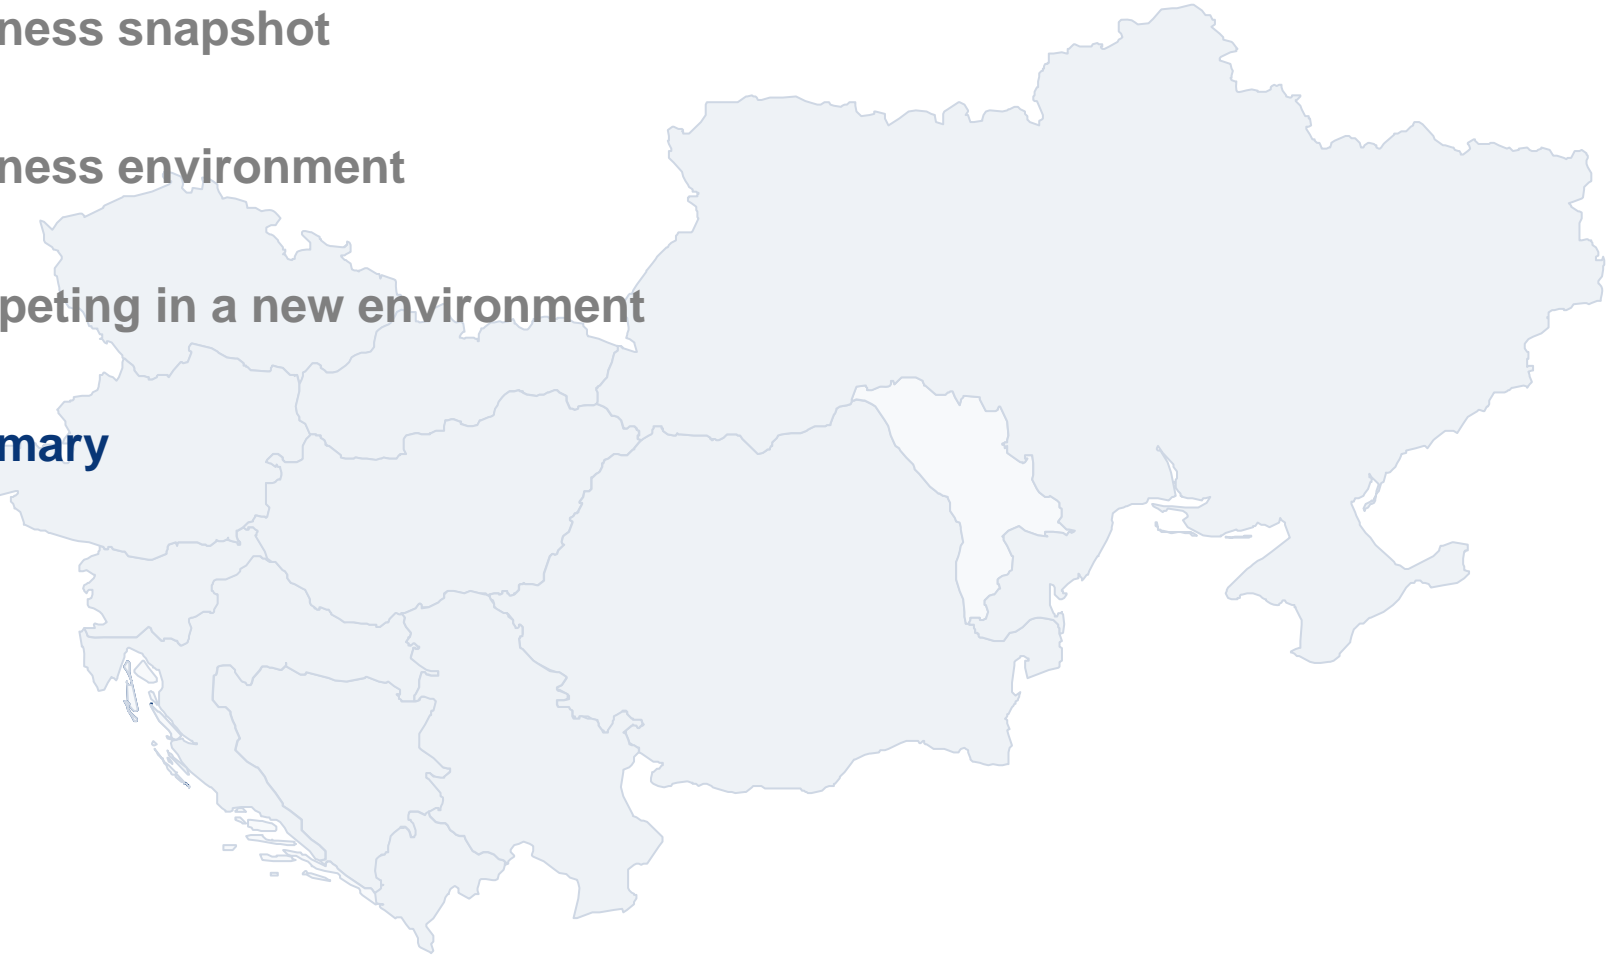 ness snapshot
ness environment
peting in a new environment
mary